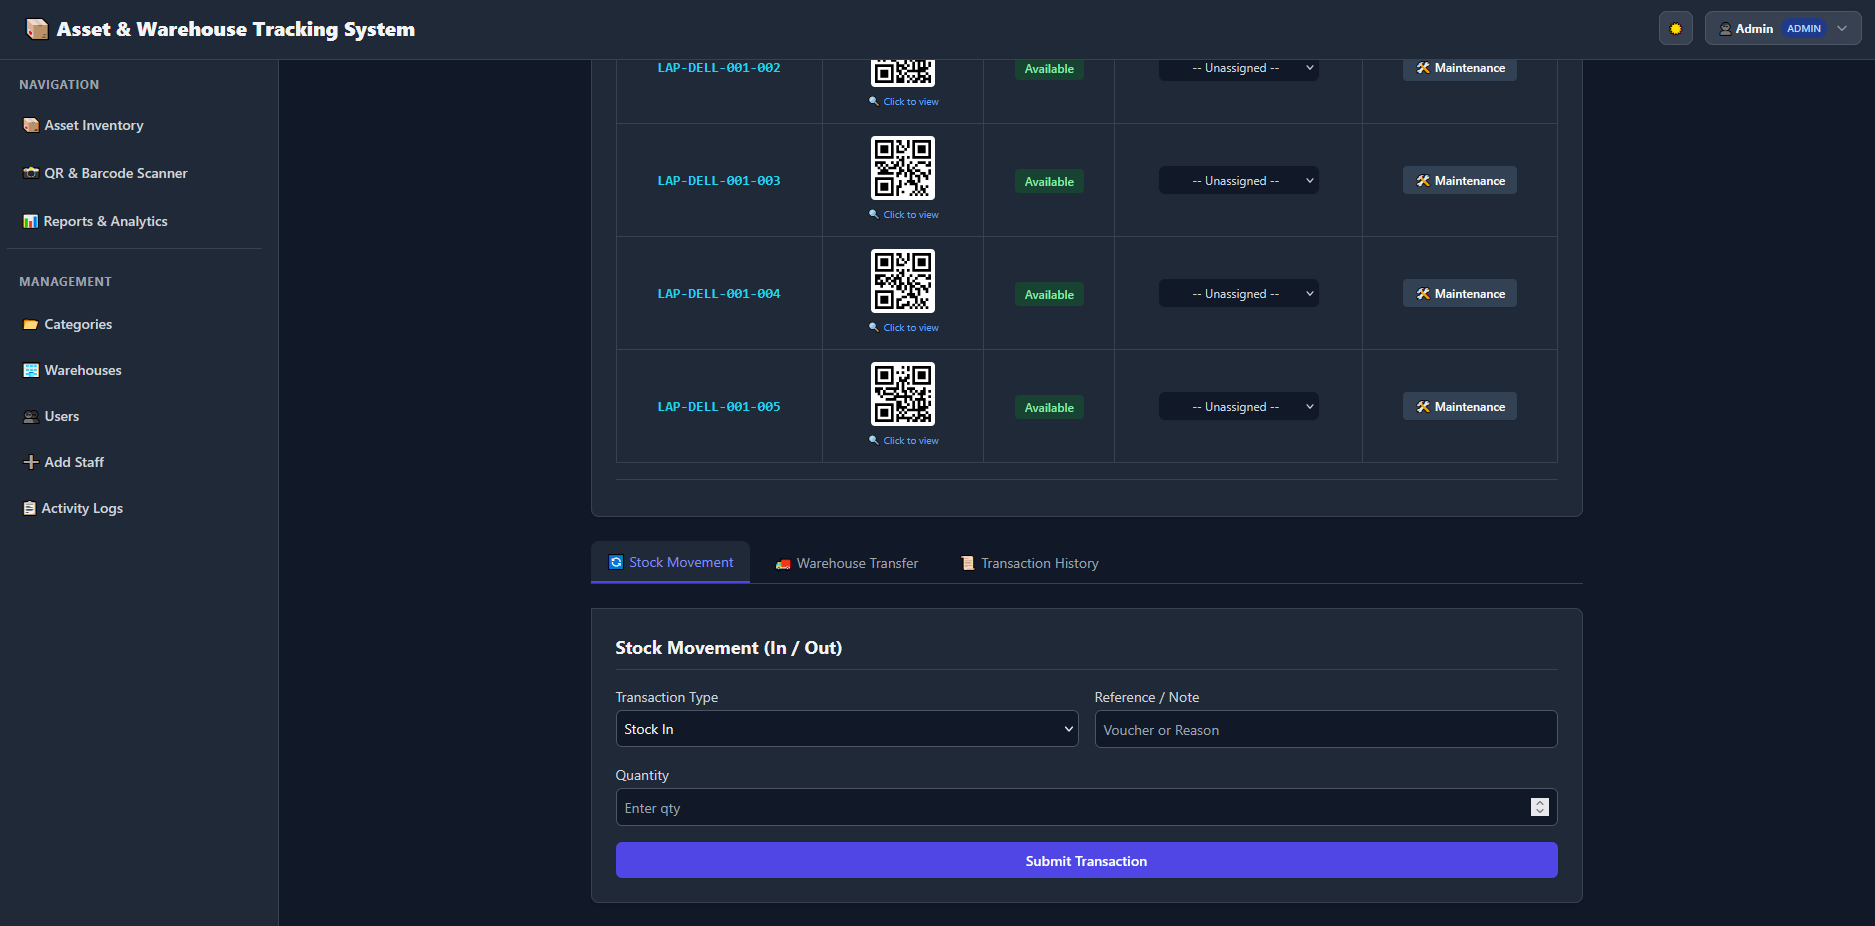 Asset & Warehouse Tracking System
Admin ADMIN
NAVIGATION
Asset Inventory
QR & Barcode Scanner
Reports & Analytics
MANAGEMENT
Categories
Warehouses
Users
Add Staff
Activity Logs
LAP-DELL-001-002 Available -- Unassigned -- Maintenance
Click to view
LAP-DELL-001-003 Available -- Unassigned -- Maintenance
Click to view
LAP-DELL-001-004 Available -- Unassigned -- Maintenance
Click to view
LAP-DELL-001-005 Available -- Unassigned -- Maintenance
Click to view
Stock Movement Warehouse Transfer Transaction History
Stock Movement (In / Out)
Transaction Type Reference / Note
Stock In Voucher or Reason
Quantity
Enter qty
Submit Transaction